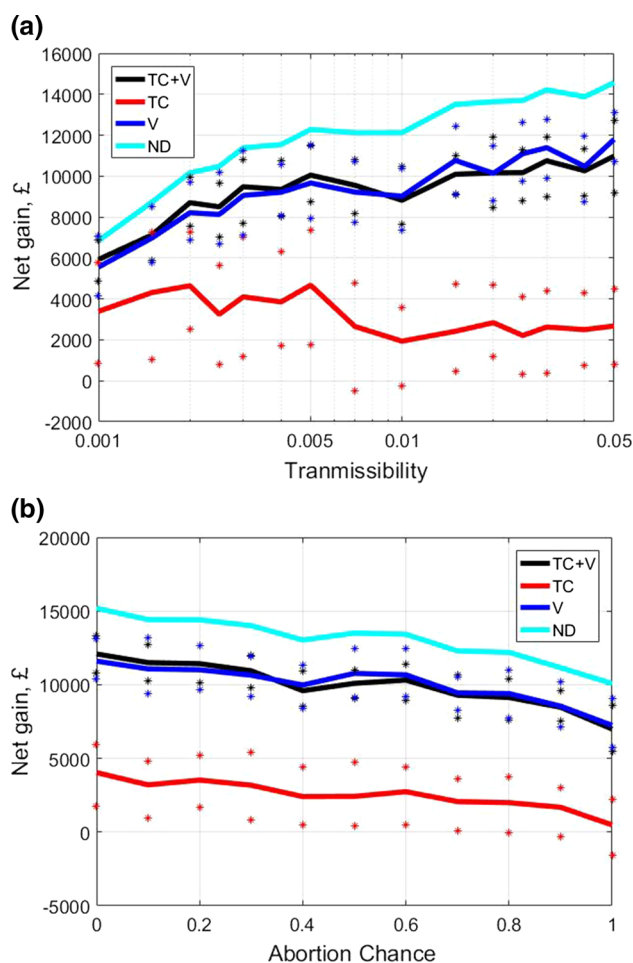 (a)
16000
14000
12000
10000
8000
6000
4000
2000
0
-2000
Net gain, £
TC+V
TC
V
ND
0.001
0.005
0.01
0.05
Tranmissibility
(b)
20000
15000
10000
5000
0
-5000
Net gain, £
TC+V
TC
V
ND
0
0.2
0.4
0.6
0.8
1
Abortion Chance